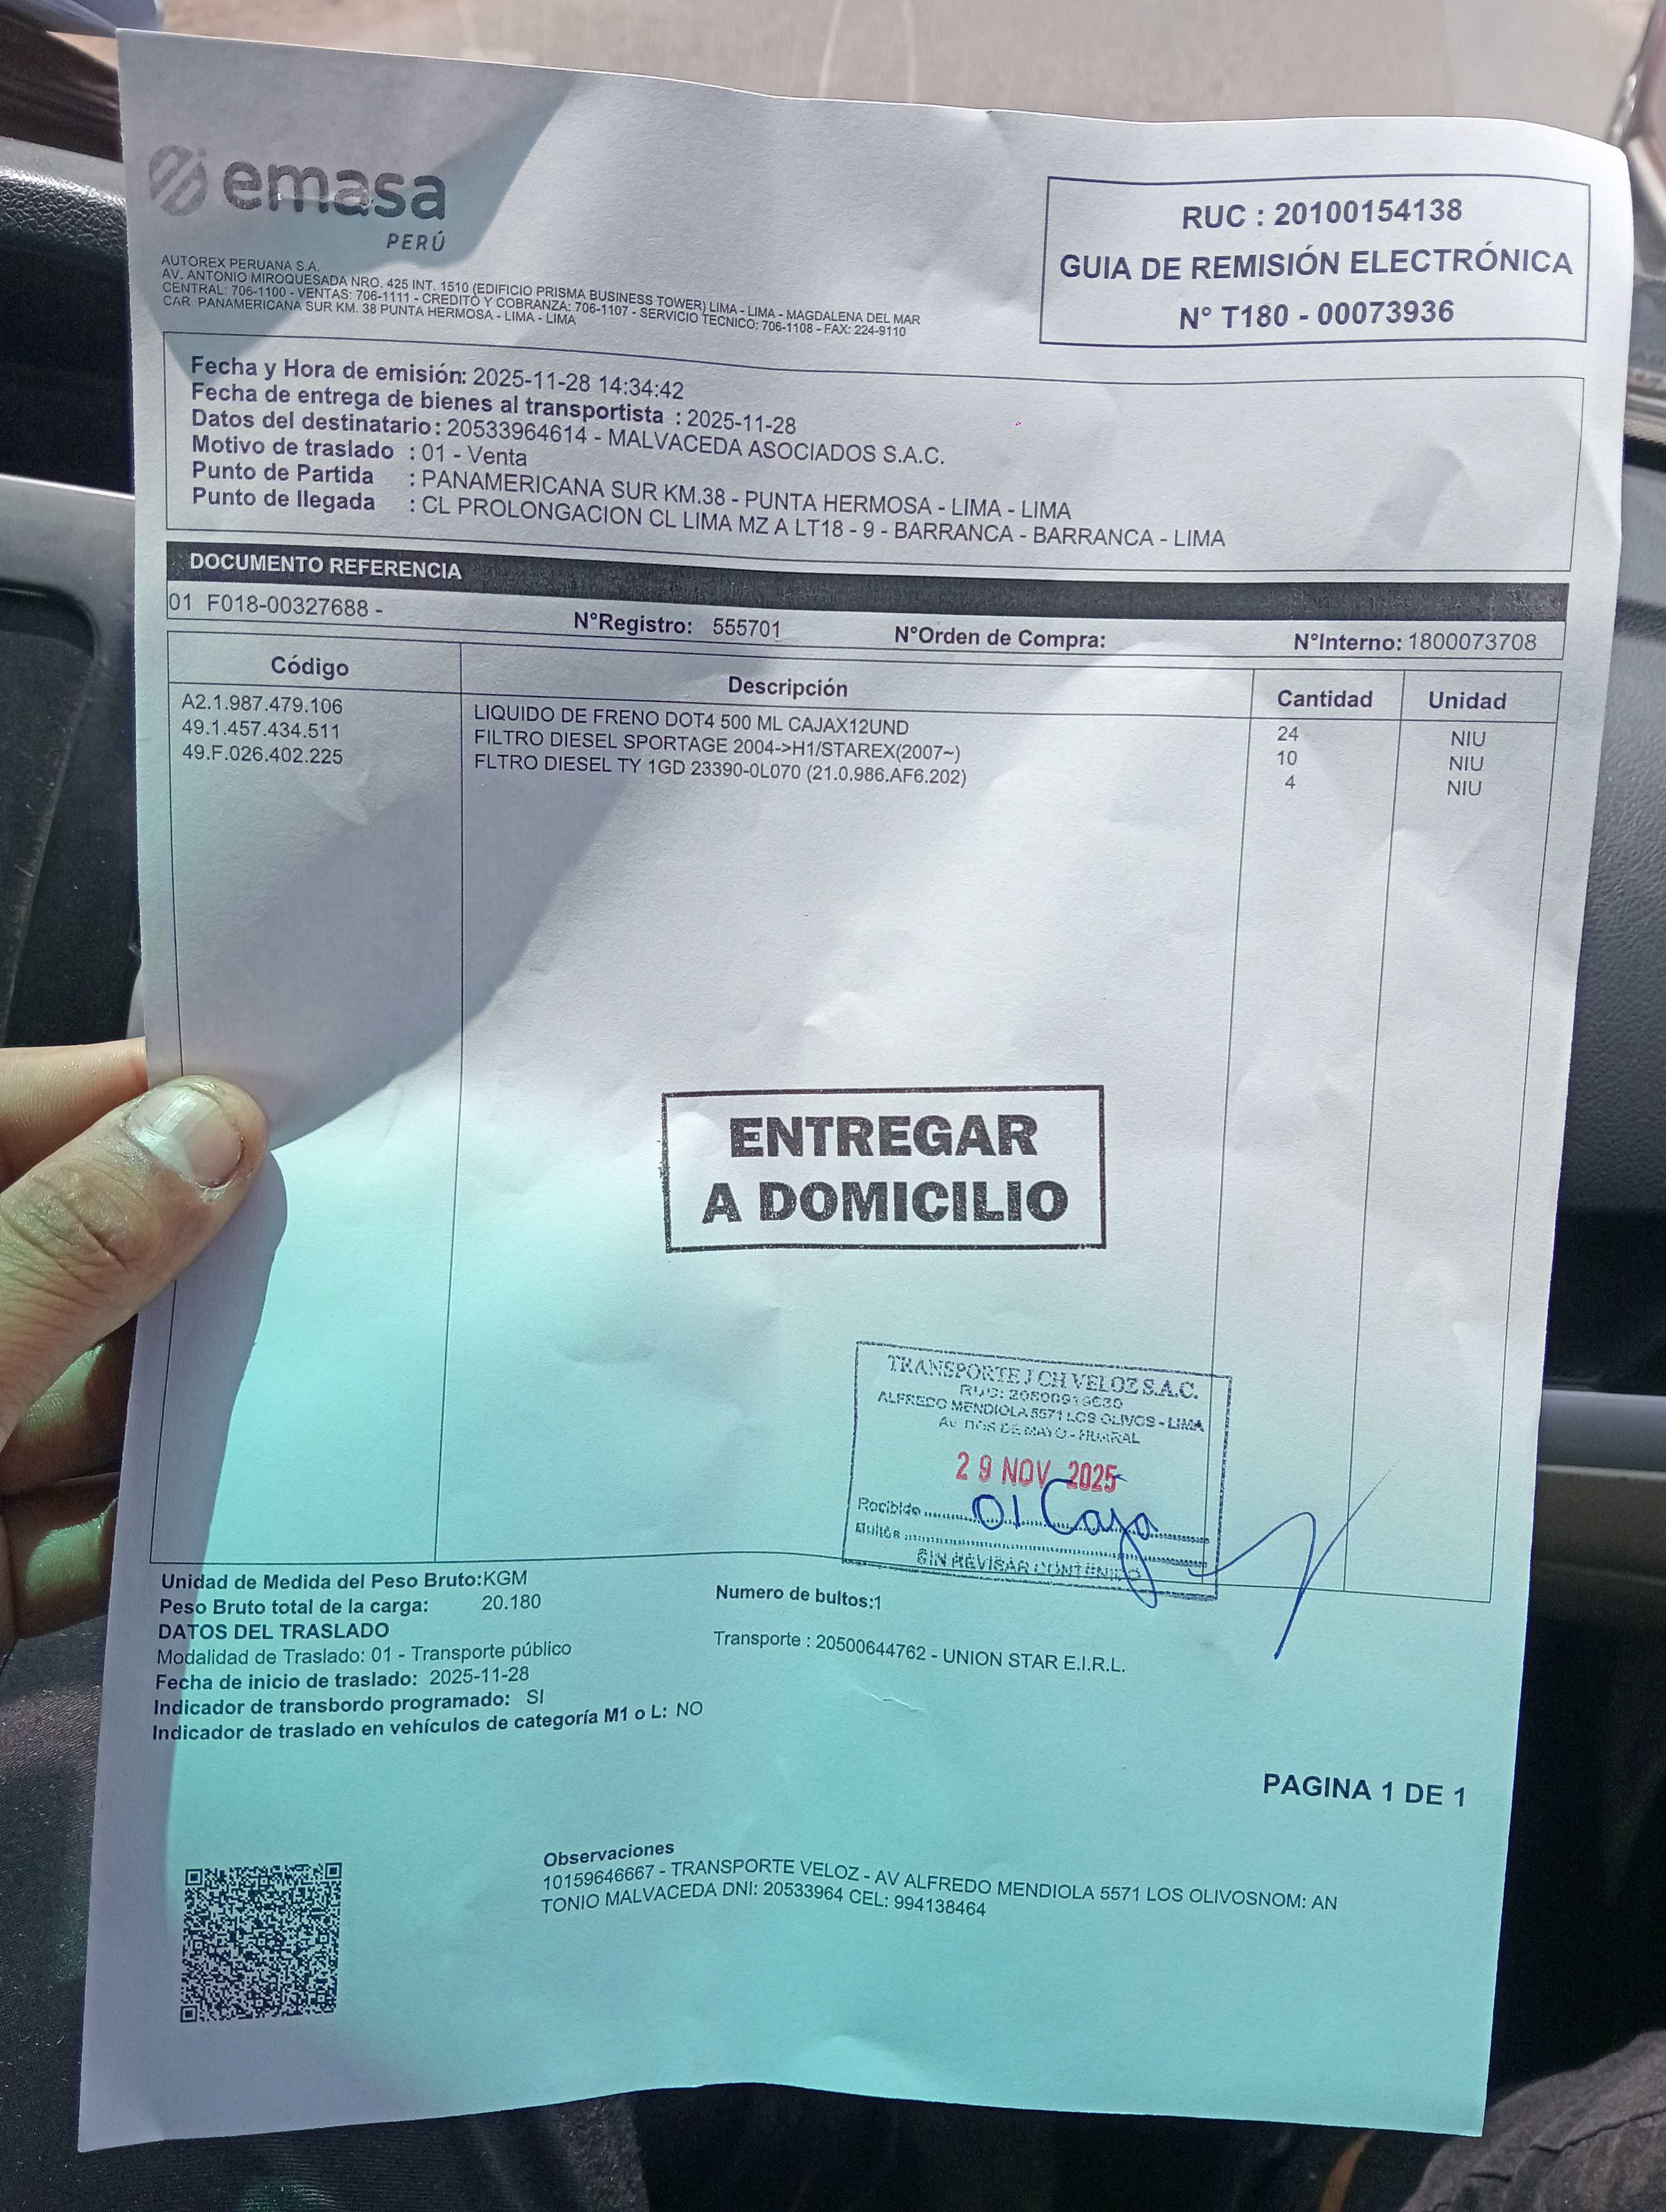 emasa
PERÚ
AUTOREX PERUANA S.A.
AV. ANTONIO MIROQUESADA NRO. 425 INT. 1510 (EDIFICIO PRISMA BUSINESS TOWER) LIMA - LIMA - MAGDALENA DEL MAR
CENTRAL: 706-1100 - VENTAS: 706-1111 - CREDITO Y COBRANZA: 706-1107 - SERVICIO TECNICO: 706-1108 - FAX: 224-9110
CAR. PANAMERICANA SUR KM. 38 PUNTA HERMOSA - LIMA - LIMA
RUC : 20100154138
GUIA DE REMISIÓN ELECTRÓNICA
N° T180 - 00073936
Fecha y Hora de emisión: 2025-11-28 14:34:42
Fecha de entrega de bienes al transportista : 2025-11-28
Datos del destinatario : 20533964614 - MALVACEDA ASOCIADOS S.A.C.
Motivo de traslado : 01 - Venta
Punto de Partida : PANAMERICANA SUR KM.38 - PUNTA HERMOSA - LIMA - LIMA
Punto de llegada : CL PROLONGACION CL LIMA MZ A LT18 - 9 - BARRANCA - BARRANCA - LIMA
DOCUMENTO REFERENCIA
01 F018-00327688 - N°Registro: 555701 N°Orden de Compra: N°Interno: 1800073708
Código Descripción Cantidad Unidad
A2.1.987.479.106 LIQUIDO DE FRENO DOT4 500 ML CAJAX12UND 24 NIU
49.1.457.434.511 FILTRO DIESEL SPORTAGE 2004->H1/STAREX(2007~) 10 NIU
49.F.026.402.225 FLTRO DIESEL TY 1GD 23390-0L070 (21.0.986.AF6.202) 4 NIU
ENTREGAR
A DOMICILIO
TRANSPORTE J CH VELOZ S.A.C.
RUC:
ALFREDO MENDIOLA 5571 LOS OLIVOS - LIMA
Av. DOS DE MAYO - HUARAL
29 NOV 2025
Recibido 01 Caja
Bultos
SIN REVISAR CONTENIDO
Unidad de Medida del Peso Bruto:KGM
Peso Bruto total de la carga: 20.180 Numero de bultos:1
DATOS DEL TRASLADO
Modalidad de Traslado: 01 - Transporte público Transporte : 20500644762 - UNION STAR E.I.R.L.
Fecha de inicio de traslado: 2025-11-28
Indicador de transbordo programado: SI
Indicador de traslado en vehículos de categoría M1 o L: NO
PAGINA 1 DE 1
Observaciones
10159646667 - TRANSPORTE VELOZ - AV ALFREDO MENDIOLA 5571 LOS OLIVOSNOM: AN
TONIO MALVACEDA DNI: 20533964 CEL: 994138464